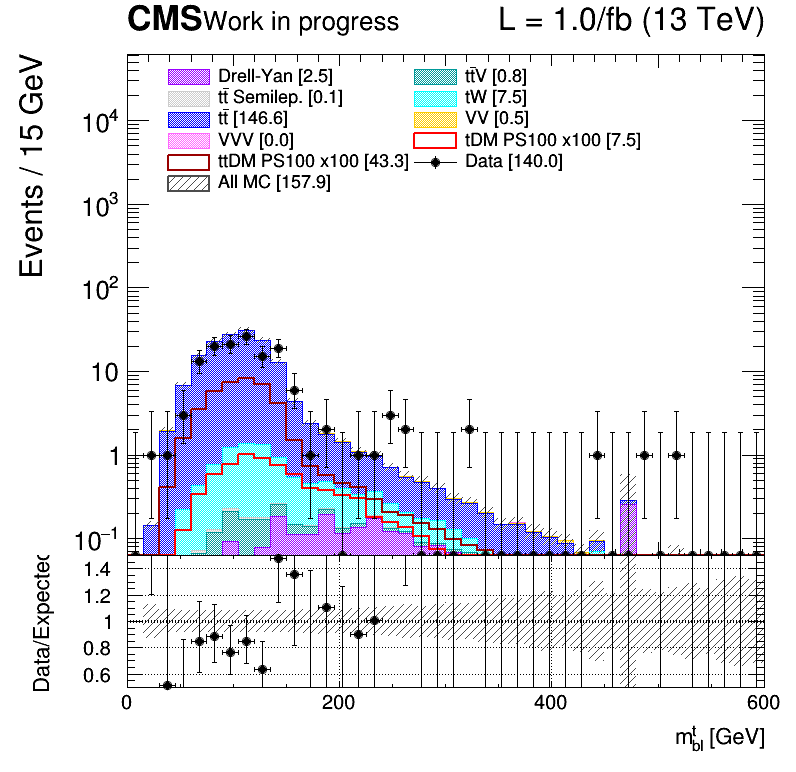 CMS Work in progress L = 1.0/fb (13 TeV)
Events / 15 GeV
Drell-Yan [2.5] tt̄V [0.8]
tt̄ Semilep. [0.1] tW [7.5]
tt̄ [146.6] VV [0.5]
VVV [0.0] tDM PS100 x100 [7.5]
ttDM PS100 x100 [43.3] Data [140.0]
All MC [157.9]
10⁴
10³
10²
10
1
10⁻¹
Data/Expected
1.4
1.2
1
0.8
0.6
0 200 400 600
mᵗbl [GeV]